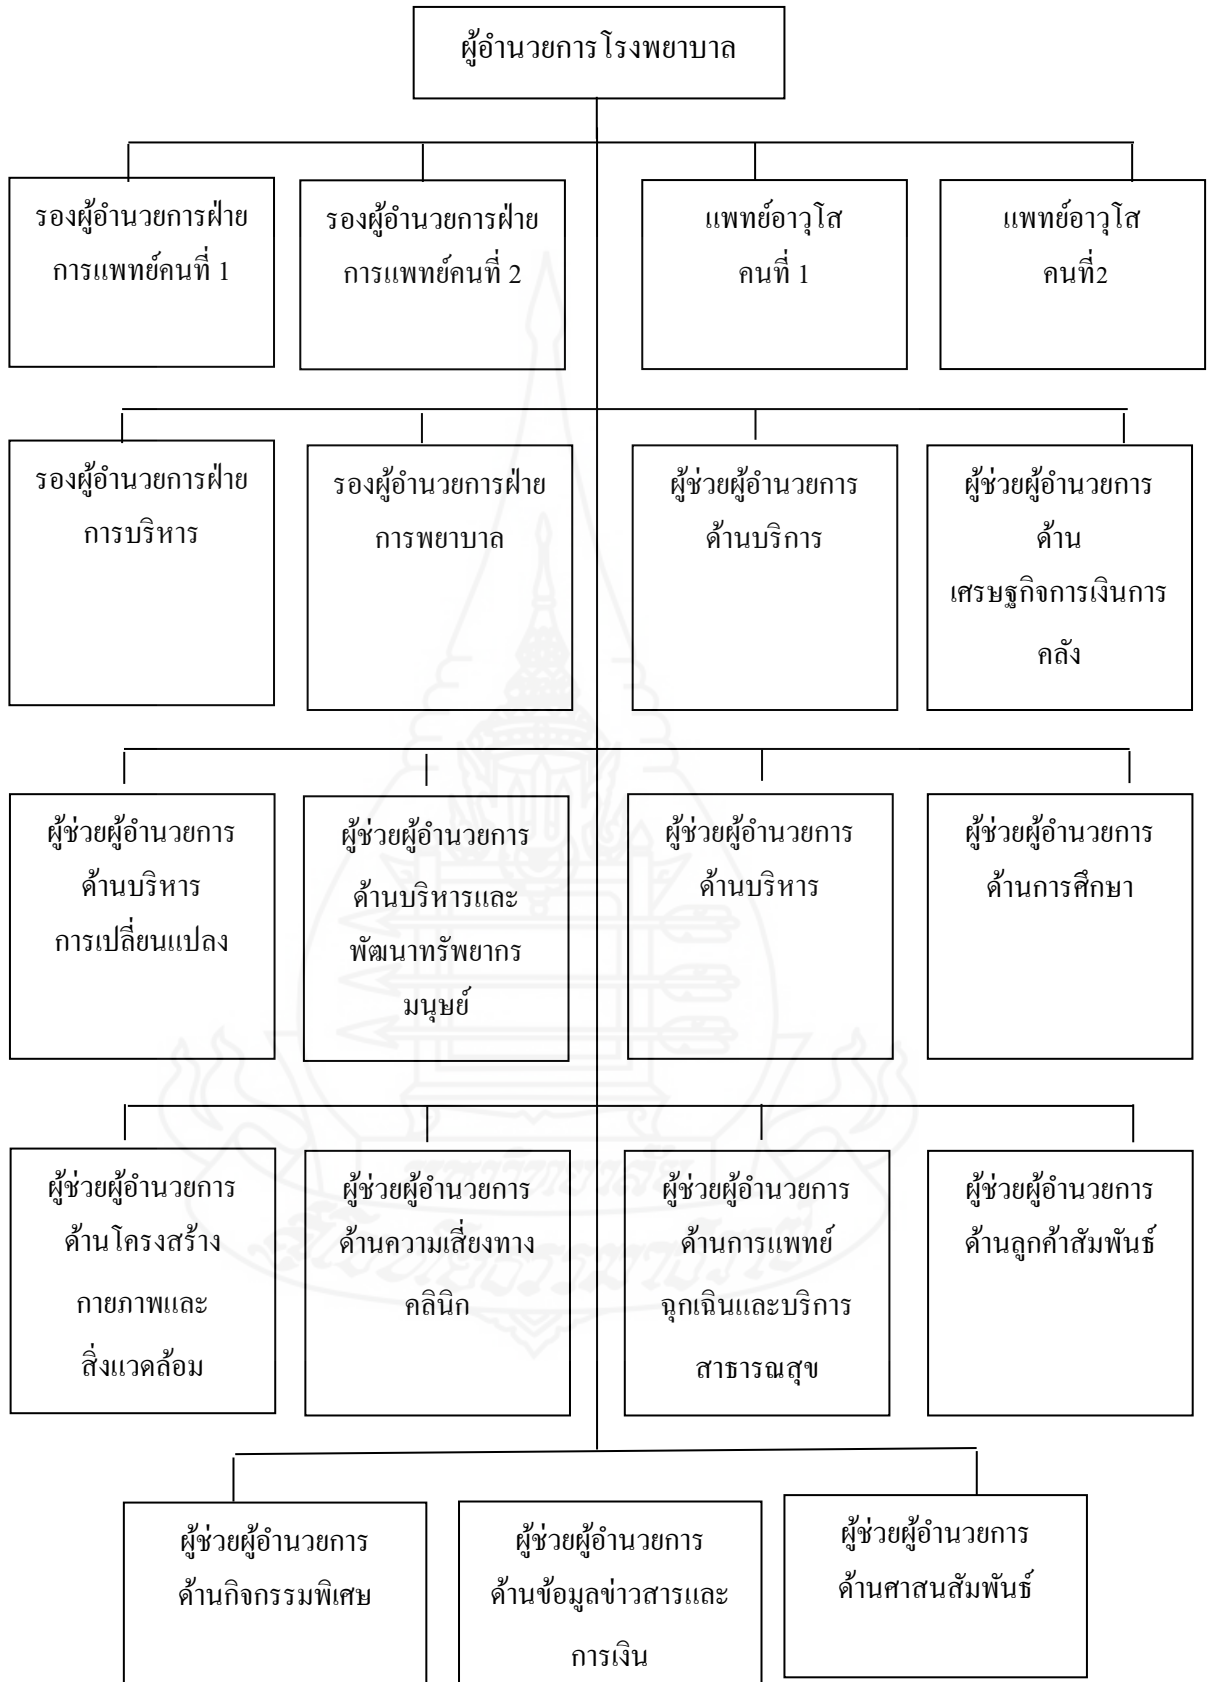 ผู้อำนวยการโรงพยาบาล
รองผู้อำนวยการฝ่าย
การแพทย์คนที่ 1
รองผู้อำนวยการฝ่าย
การแพทย์คนที่ 2
แพทย์อาวุโส
คนที่ 1
แพทย์อาวุโส
คนที่2
รองผู้อำนวยการฝ่าย
การบริหาร
รองผู้อำนวยการฝ่าย
การพยาบาล
ผู้ช่วยผู้อำนวยการ
ด้านบริการ
ผู้ช่วยผู้อำนวยการ
ด้าน
เศรษฐกิจการเงินการ
คลัง
ผู้ช่วยผู้อำนวยการ
ด้านบริหาร
การเปลี่ยนแปลง
ผู้ช่วยผู้อำนวยการ
ด้านบริหารและ
พัฒนาทรัพยากร
มนุษย์
ผู้ช่วยผู้อำนวยการ
ด้านบริหาร
ผู้ช่วยผู้อำนวยการ
ด้านการศึกษา
ผู้ช่วยผู้อำนวยการ
ด้านโครงสร้าง
กายภาพและ
สิ่งแวดล้อม
ผู้ช่วยผู้อำนวยการ
ด้านความเสี่ยงทาง
คลินิก
ผู้ช่วยผู้อำนวยการ
ด้านการแพทย์
ฉุกเฉินและบริการ
สาธารณสุข
ผู้ช่วยผู้อำนวยการ
ด้านลูกค้าสัมพันธ์
มหาวิทยาลัย
สุโขทัยธรรมาธิราช
ผู้ช่วยผู้อำนวยการ
ด้านกิจกรรมพิเศษ
ผู้ช่วยผู้อำนวยการ
ด้านข้อมูลข่าวสารและ
การเงิน
ผู้ช่วยผู้อำนวยการ
ด้านศาสนสัมพันธ์